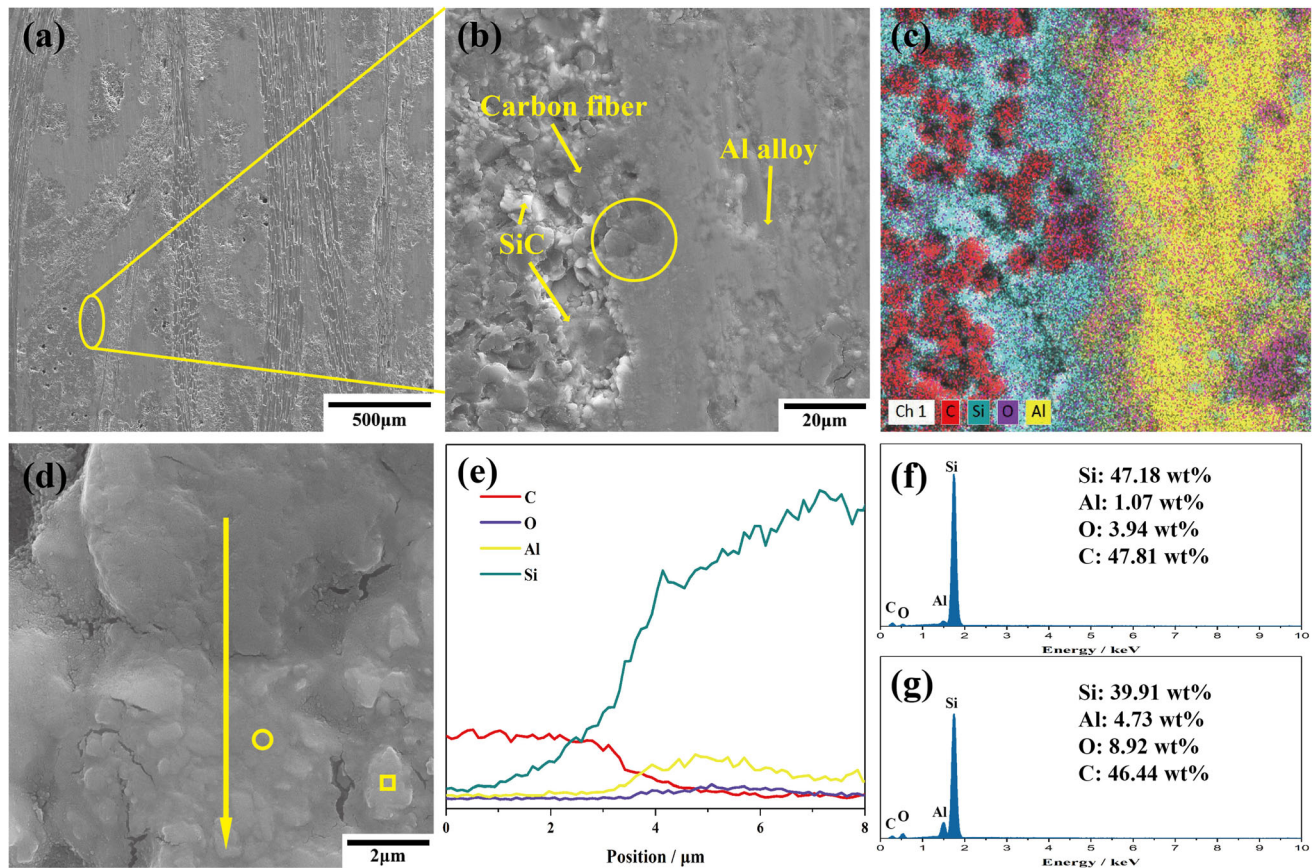 (a)
500μm
(b)
Carbon fiber
Al alloy
SiC
20μm
(c)
Ch 1 C Si O Al
(d)
2μm
(e)
C
O
Al
Si
0 2 4 6 8
Position / μm
(f)
Si
Si: 47.18 wt%
Al: 1.07 wt%
O: 3.94 wt%
C: 47.81 wt%
C O Al
0 1 2 3 4 5 6 7 8 9 10
Energy / keV
(g)
Si
Si: 39.91 wt%
Al: 4.73 wt%
O: 8.92 wt%
C: 46.44 wt%
C O Al
0 1 2 3 4 5 6 7 8 9 10
Energy / keV